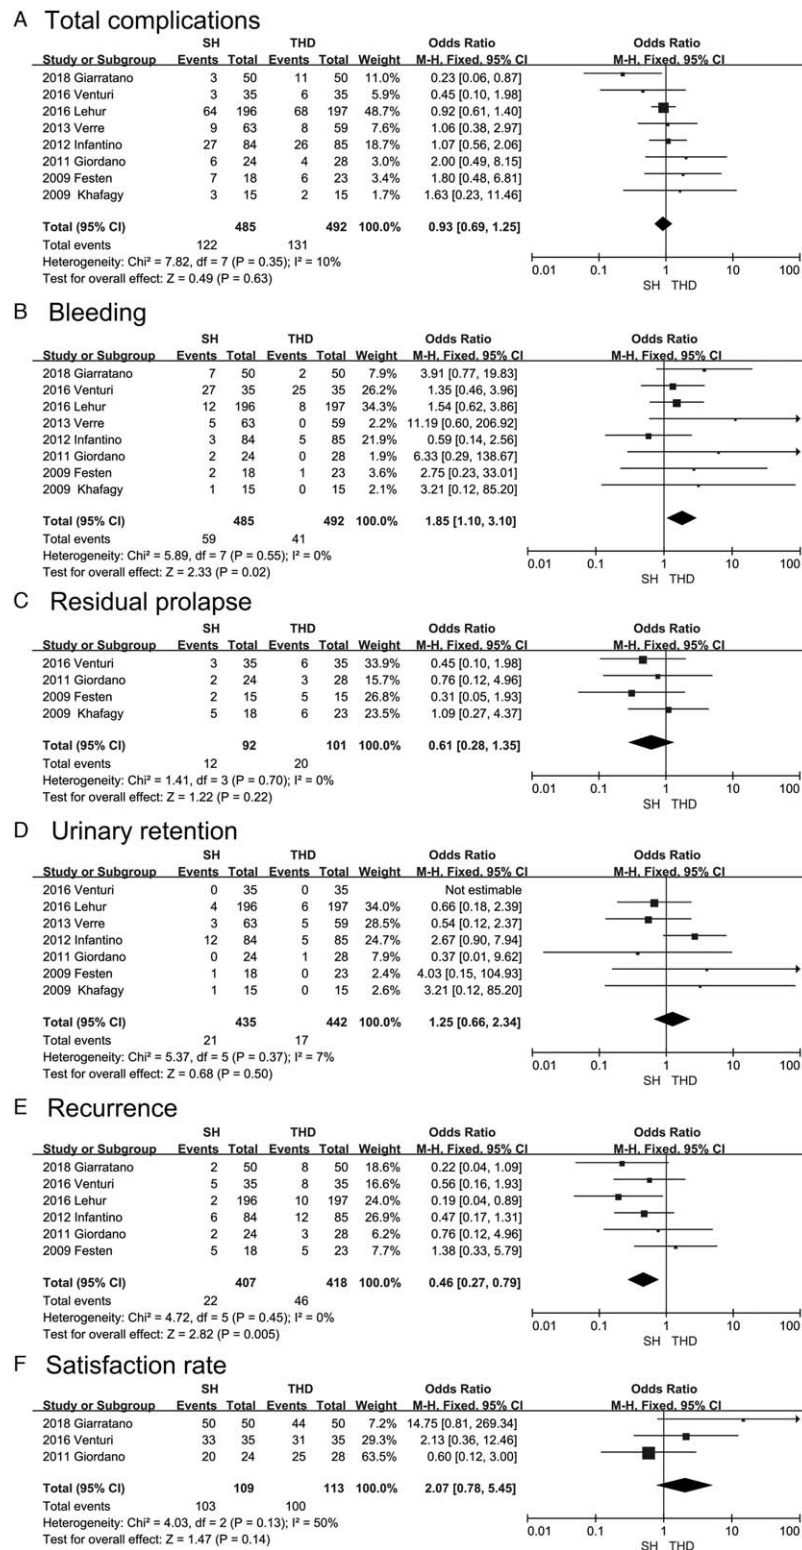 A Total complications
SH THD Odds Ratio Odds Ratio
Study or Subgroup Events Total Events Total Weight M-H, Fixed, 95% CI M-H, Fixed, 95% CI
2018 Giarratano 3 50 11 50 11.0% 0.23 [0.06, 0.87]
2016 Venturi 3 35 6 35 5.9% 0.45 [0.10, 1.98]
2016 Lehur 64 196 68 197 48.7% 0.92 [0.61, 1.40]
2013 Verre 9 63 8 59 7.6% 1.06 [0.38, 2.97]
2012 Infantino 27 84 26 85 18.7% 1.07 [0.56, 2.06]
2011 Giordano 6 24 4 28 3.0% 2.00 [0.49, 8.15]
2009 Festen 7 18 6 23 3.4% 1.80 [0.48, 6.81]
2009 Khafagy 3 15 2 15 1.7% 1.63 [0.23, 11.46]
Total (95% CI) 485 492 100.0% 0.93 [0.69, 1.25]
Total events 122 131
Heterogeneity: Chi² = 7.82, df = 7 (P = 0.35); I² = 10%
Test for overall effect: Z = 0.49 (P = 0.63)
0.01 0.1 1 10 100
SH THD
B Bleeding
SH THD Odds Ratio Odds Ratio
Study or Subgroup Events Total Events Total Weight M-H, Fixed, 95% CI M-H, Fixed, 95% CI
2018 Giarratano 7 50 2 50 7.9% 3.91 [0.77, 19.83]
2016 Venturi 27 35 25 35 26.2% 1.35 [0.46, 3.96]
2016 Lehur 12 196 8 197 34.3% 1.54 [0.62, 3.86]
2013 Verre 5 63 0 59 2.2% 11.19 [0.60, 206.92]
2012 Infantino 3 84 5 85 21.9% 0.59 [0.14, 2.56]
2011 Giordano 2 24 0 28 1.9% 6.33 [0.29, 138.67]
2009 Festen 2 18 1 23 3.6% 2.75 [0.23, 33.01]
2009 Khafagy 1 15 0 15 2.1% 3.21 [0.12, 85.20]
Total (95% CI) 485 492 100.0% 1.85 [1.10, 3.10]
Total events 59 41
Heterogeneity: Chi² = 5.89, df = 7 (P = 0.55); I² = 0%
Test for overall effect: Z = 2.33 (P = 0.02)
0.01 0.1 1 10 100
SH THD
C Residual prolapse
SH THD Odds Ratio Odds Ratio
Study or Subgroup Events Total Events Total Weight M-H, Fixed, 95% CI M-H, Fixed, 95% CI
2016 Venturi 3 35 6 35 33.9% 0.45 [0.10, 1.98]
2011 Giordano 2 24 3 28 15.7% 0.76 [0.12, 4.96]
2009 Festen 2 15 5 15 26.8% 0.31 [0.05, 1.93]
2009 Khafagy 5 18 6 23 23.5% 1.09 [0.27, 4.37]
Total (95% CI) 92 101 100.0% 0.61 [0.28, 1.35]
Total events 12 20
Heterogeneity: Chi² = 1.41, df = 3 (P = 0.70); I² = 0%
Test for overall effect: Z = 1.22 (P = 0.22)
0.01 0.1 1 10 100
SH THD
D Urinary retention
SH THD Odds Ratio Odds Ratio
Study or Subgroup Events Total Events Total Weight M-H, Fixed, 95% CI M-H, Fixed, 95% CI
2016 Venturi 0 35 0 35 Not estimable
2016 Lehur 4 196 6 197 34.0% 0.66 [0.18, 2.39]
2013 Verre 3 63 5 59 28.5% 0.54 [0.12, 2.37]
2012 Infantino 12 84 5 85 24.7% 2.67 [0.90, 7.94]
2011 Giordano 0 24 1 28 7.9% 0.37 [0.01, 9.62]
2009 Festen 1 18 0 23 2.4% 4.03 [0.15, 104.93]
2009 Khafagy 1 15 0 15 2.6% 3.21 [0.12, 85.20]
Total (95% CI) 435 442 100.0% 1.25 [0.66, 2.34]
Total events 21 17
Heterogeneity: Chi² = 5.37, df = 5 (P = 0.37); I² = 7%
Test for overall effect: Z = 0.68 (P = 0.50)
0.01 0.1 1 10 100
SH THD
E Recurrence
SH THD Odds Ratio Odds Ratio
Study or Subgroup Events Total Events Total Weight M-H, Fixed, 95% CI M-H, Fixed, 95% CI
2018 Giarratano 2 50 8 50 18.6% 0.22 [0.04, 1.09]
2016 Venturi 5 35 8 35 16.6% 0.56 [0.16, 1.93]
2016 Lehur 2 196 10 197 24.0% 0.19 [0.04, 0.89]
2012 Infantino 6 84 12 85 26.9% 0.47 [0.17, 1.31]
2011 Giordano 2 24 3 28 6.2% 0.76 [0.12, 4.96]
2009 Festen 5 18 5 23 7.7% 1.38 [0.33, 5.79]
Total (95% CI) 407 418 100.0% 0.46 [0.27, 0.79]
Total events 22 46
Heterogeneity: Chi² = 4.72, df = 5 (P = 0.45); I² = 0%
Test for overall effect: Z = 2.82 (P = 0.005)
0.01 0.1 1 10 100
SH THD
F Satisfaction rate
SH THD Odds Ratio Odds Ratio
Study or Subgroup Events Total Events Total Weight M-H, Fixed, 95% CI M-H, Fixed, 95% CI
2018 Giarratano 50 50 44 50 7.2% 14.75 [0.81, 269.34]
2016 Venturi 33 35 31 35 29.3% 2.13 [0.36, 12.46]
2011 Giordano 20 24 25 28 63.5% 0.60 [0.12, 3.00]
Total (95% CI) 109 113 100.0% 2.07 [0.78, 5.45]
Total events 103 100
Heterogeneity: Chi² = 4.03, df = 2 (P = 0.13); I² = 50%
Test for overall effect: Z = 1.47 (P = 0.14)
0.01 0.1 1 10 100
SH THD